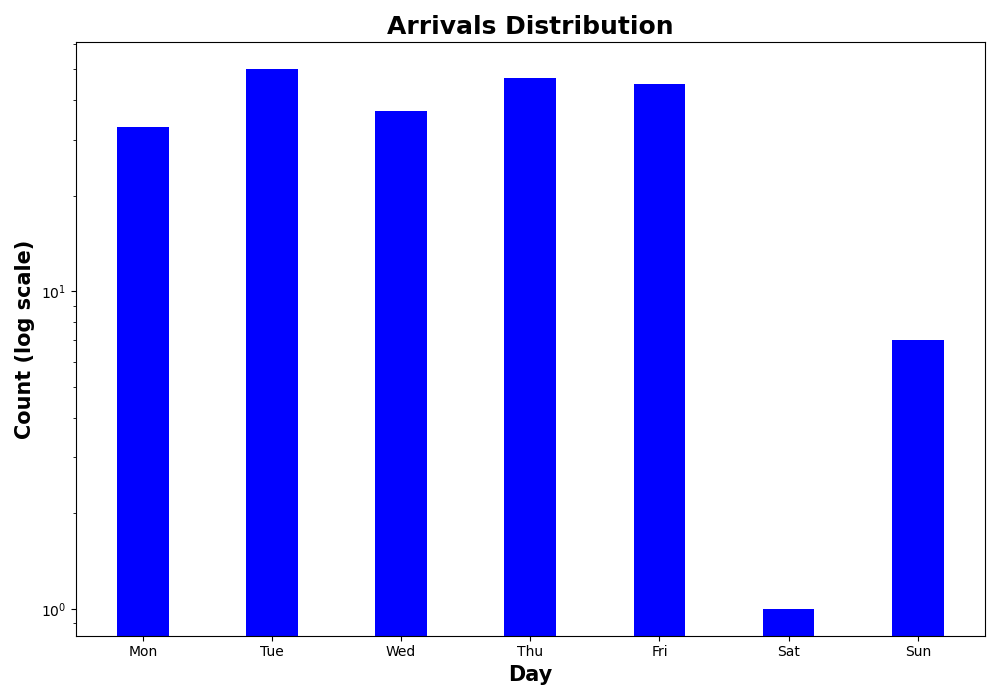 Arrivals Distribution
Count (log scale)
10¹
10⁰
Mon Tue Wed Thu Fri Sat Sun
Day